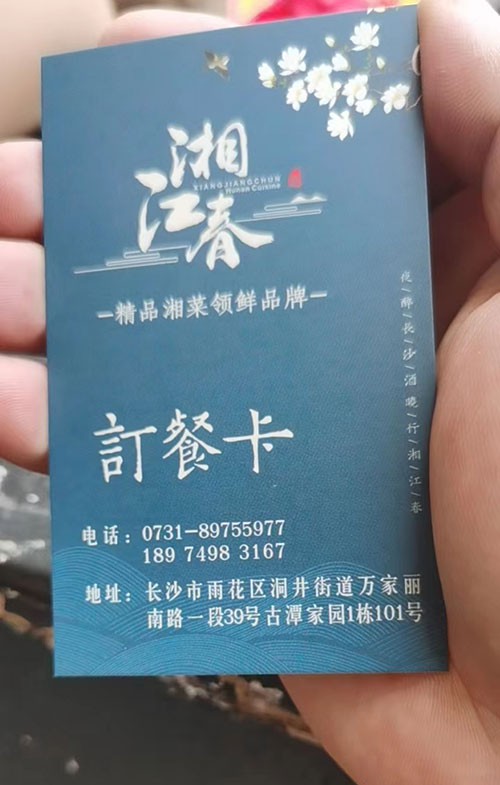 湘江春
XIANGJIANGCHUN
Hunan Cuisine
—精品湘菜领鲜品牌—
夜/醉/長/沙/酒 曉/行/湘/江/春
訂餐卡
电话：0731-89755977
189 7498 3167
地址：长沙市雨花区洞井街道万家丽
南路一段39号古潭家园1栋101号